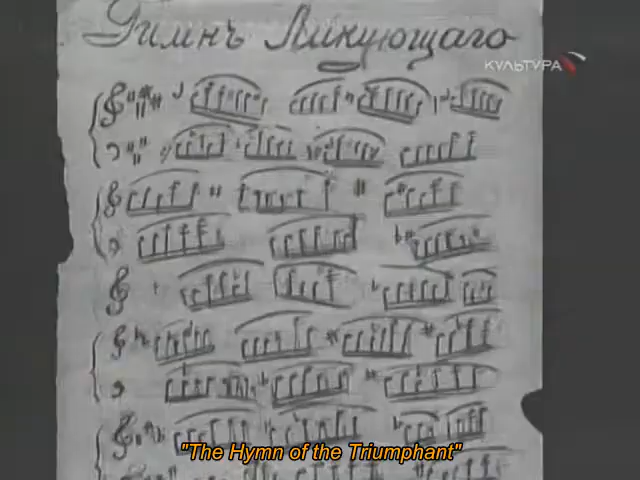 Гимнъ Ликующаго
КУЛЬТУРА
"The Hymn of the Triumphant"